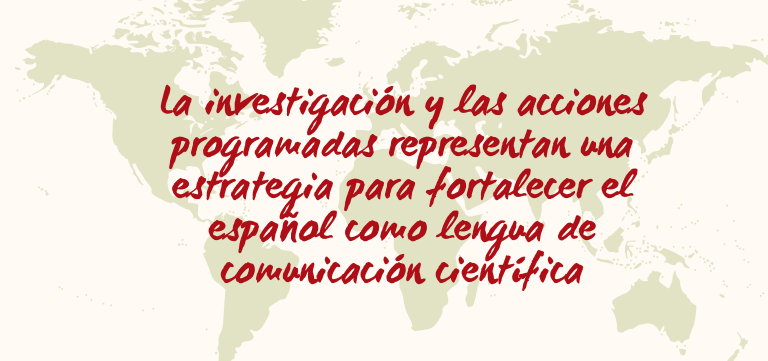 La investigación y las acciones
programadas representan una
estrategia para fortalecer el
español como lengua de
comunicación científica